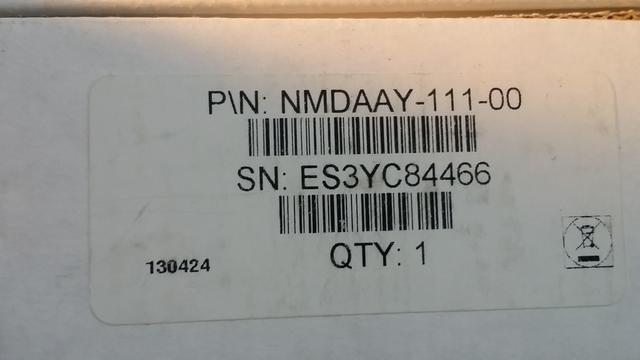 P\N: NMDAAY-111-00
SN: ES3YC84466
QTY: 1
130424